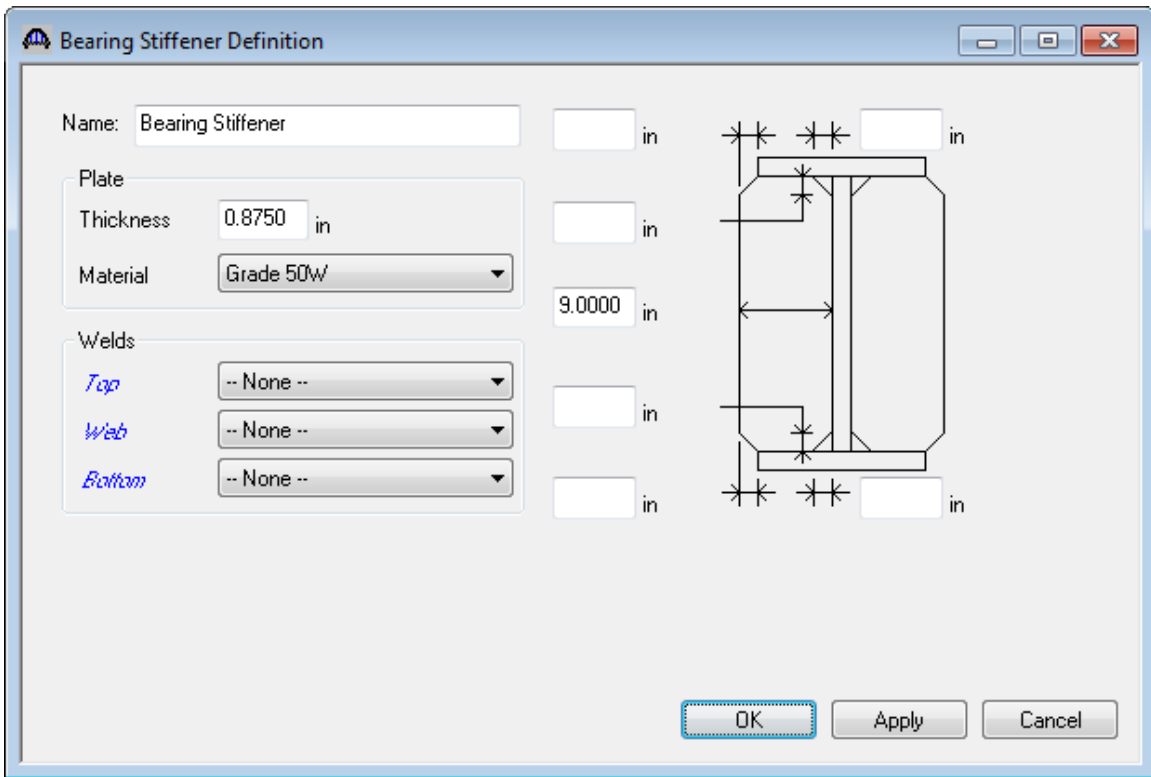 Bearing Stiffener Definition
Name: Bearing Stiffener
in
in
Plate
Thickness 0.8750 in
in
Material Grade 50W
9.0000 in
Welds
Top -- None --
in
Web -- None --
Bottom -- None --
in
in
OK Apply Cancel